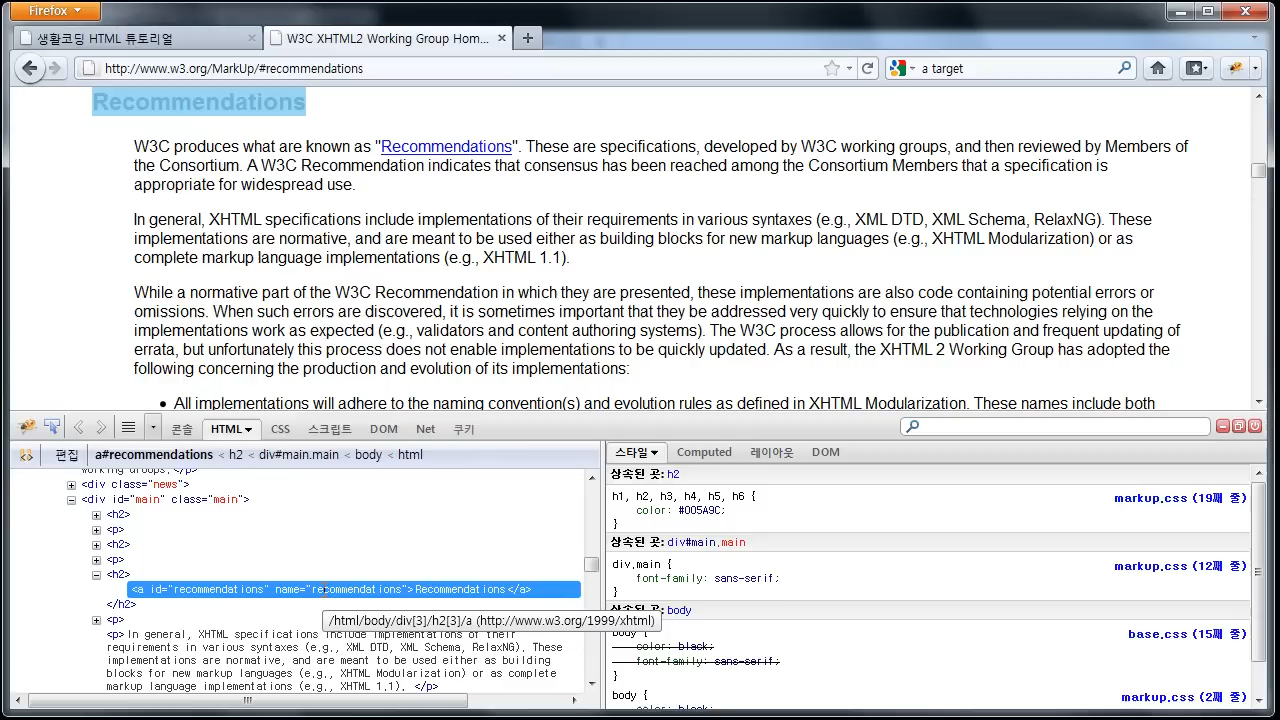 Firefox
생활코딩 HTML 튜토리얼
W3C XHTML2 Working Group Hom...
http://www.w3.org/MarkUp/#recommendations
a target
Recommendations
W3C produces what are known as "Recommendations". These are specifications, developed by W3C working groups, and then reviewed by Members of
the Consortium. A W3C Recommendation indicates that consensus has been reached among the Consortium Members that a specification is
appropriate for widespread use.
In general, XHTML specifications include implementations of their requirements in various syntaxes (e.g., XML DTD, XML Schema, RelaxNG). These
implementations are normative, and are meant to be used either as building blocks for new markup languages (e.g., XHTML Modularization) or as
complete markup language implementations (e.g., XHTML 1.1).
While a normative part of the W3C Recommendation in which they are presented, these implementations are also code containing potential errors or
omissions. When such errors are discovered, it is sometimes important that they be addressed very quickly to ensure that technologies relying on the
implementations work as expected (e.g., validators and content authoring systems). The W3C process allows for the publication and frequent updating of
errata, but unfortunately this process does not enable implementations to be quickly updated. As a result, the XHTML 2 Working Group has adopted the
following concerning the production and evolution of its implementations:
• All implementations will adhere to the naming convention(s) and evolution rules as defined in XHTML Modularization. These names include both
콘솔 HTML CSS 스크립트 DOM Net 쿠키
편집 a#recommendations < h2 < div#main.main < body < html
스타일 Computed 레이아웃 DOM
working groups.</p>
<div class="news">
<div id="main" class="main">
<h2>
<p>
<h2>
<p>
<h2>
<a id="recommendations" name="recommendations">Recommendations</a>
</h2>
/html/body/div[3]/h2[3]/a (http://www.w3.org/1999/xhtml)
<p>
<p>In general, XHTML specifications include implementations of their
requirements in various syntaxes (e.g., XML DTD, XML Schema, RelaxNG). These
implementations are normative, and are meant to be used either as building
blocks for new markup languages (e.g., XHTML Modularization) or as complete
markup language implementations (e.g., XHTML 1.1). </p>
상속된 곳: h2
h1, h2, h3, h4, h5, h6 { markup.css (19째 줄)
color: #005A9C;
}
상속된 곳: div#main.main
div.main { markup.css (12째 줄)
font-family: sans-serif;
}
상속된 곳: body
body { base.css (15째 줄)
color: black;
font-family: sans-serif;
}
body { markup.css (2째 줄)
color: black;